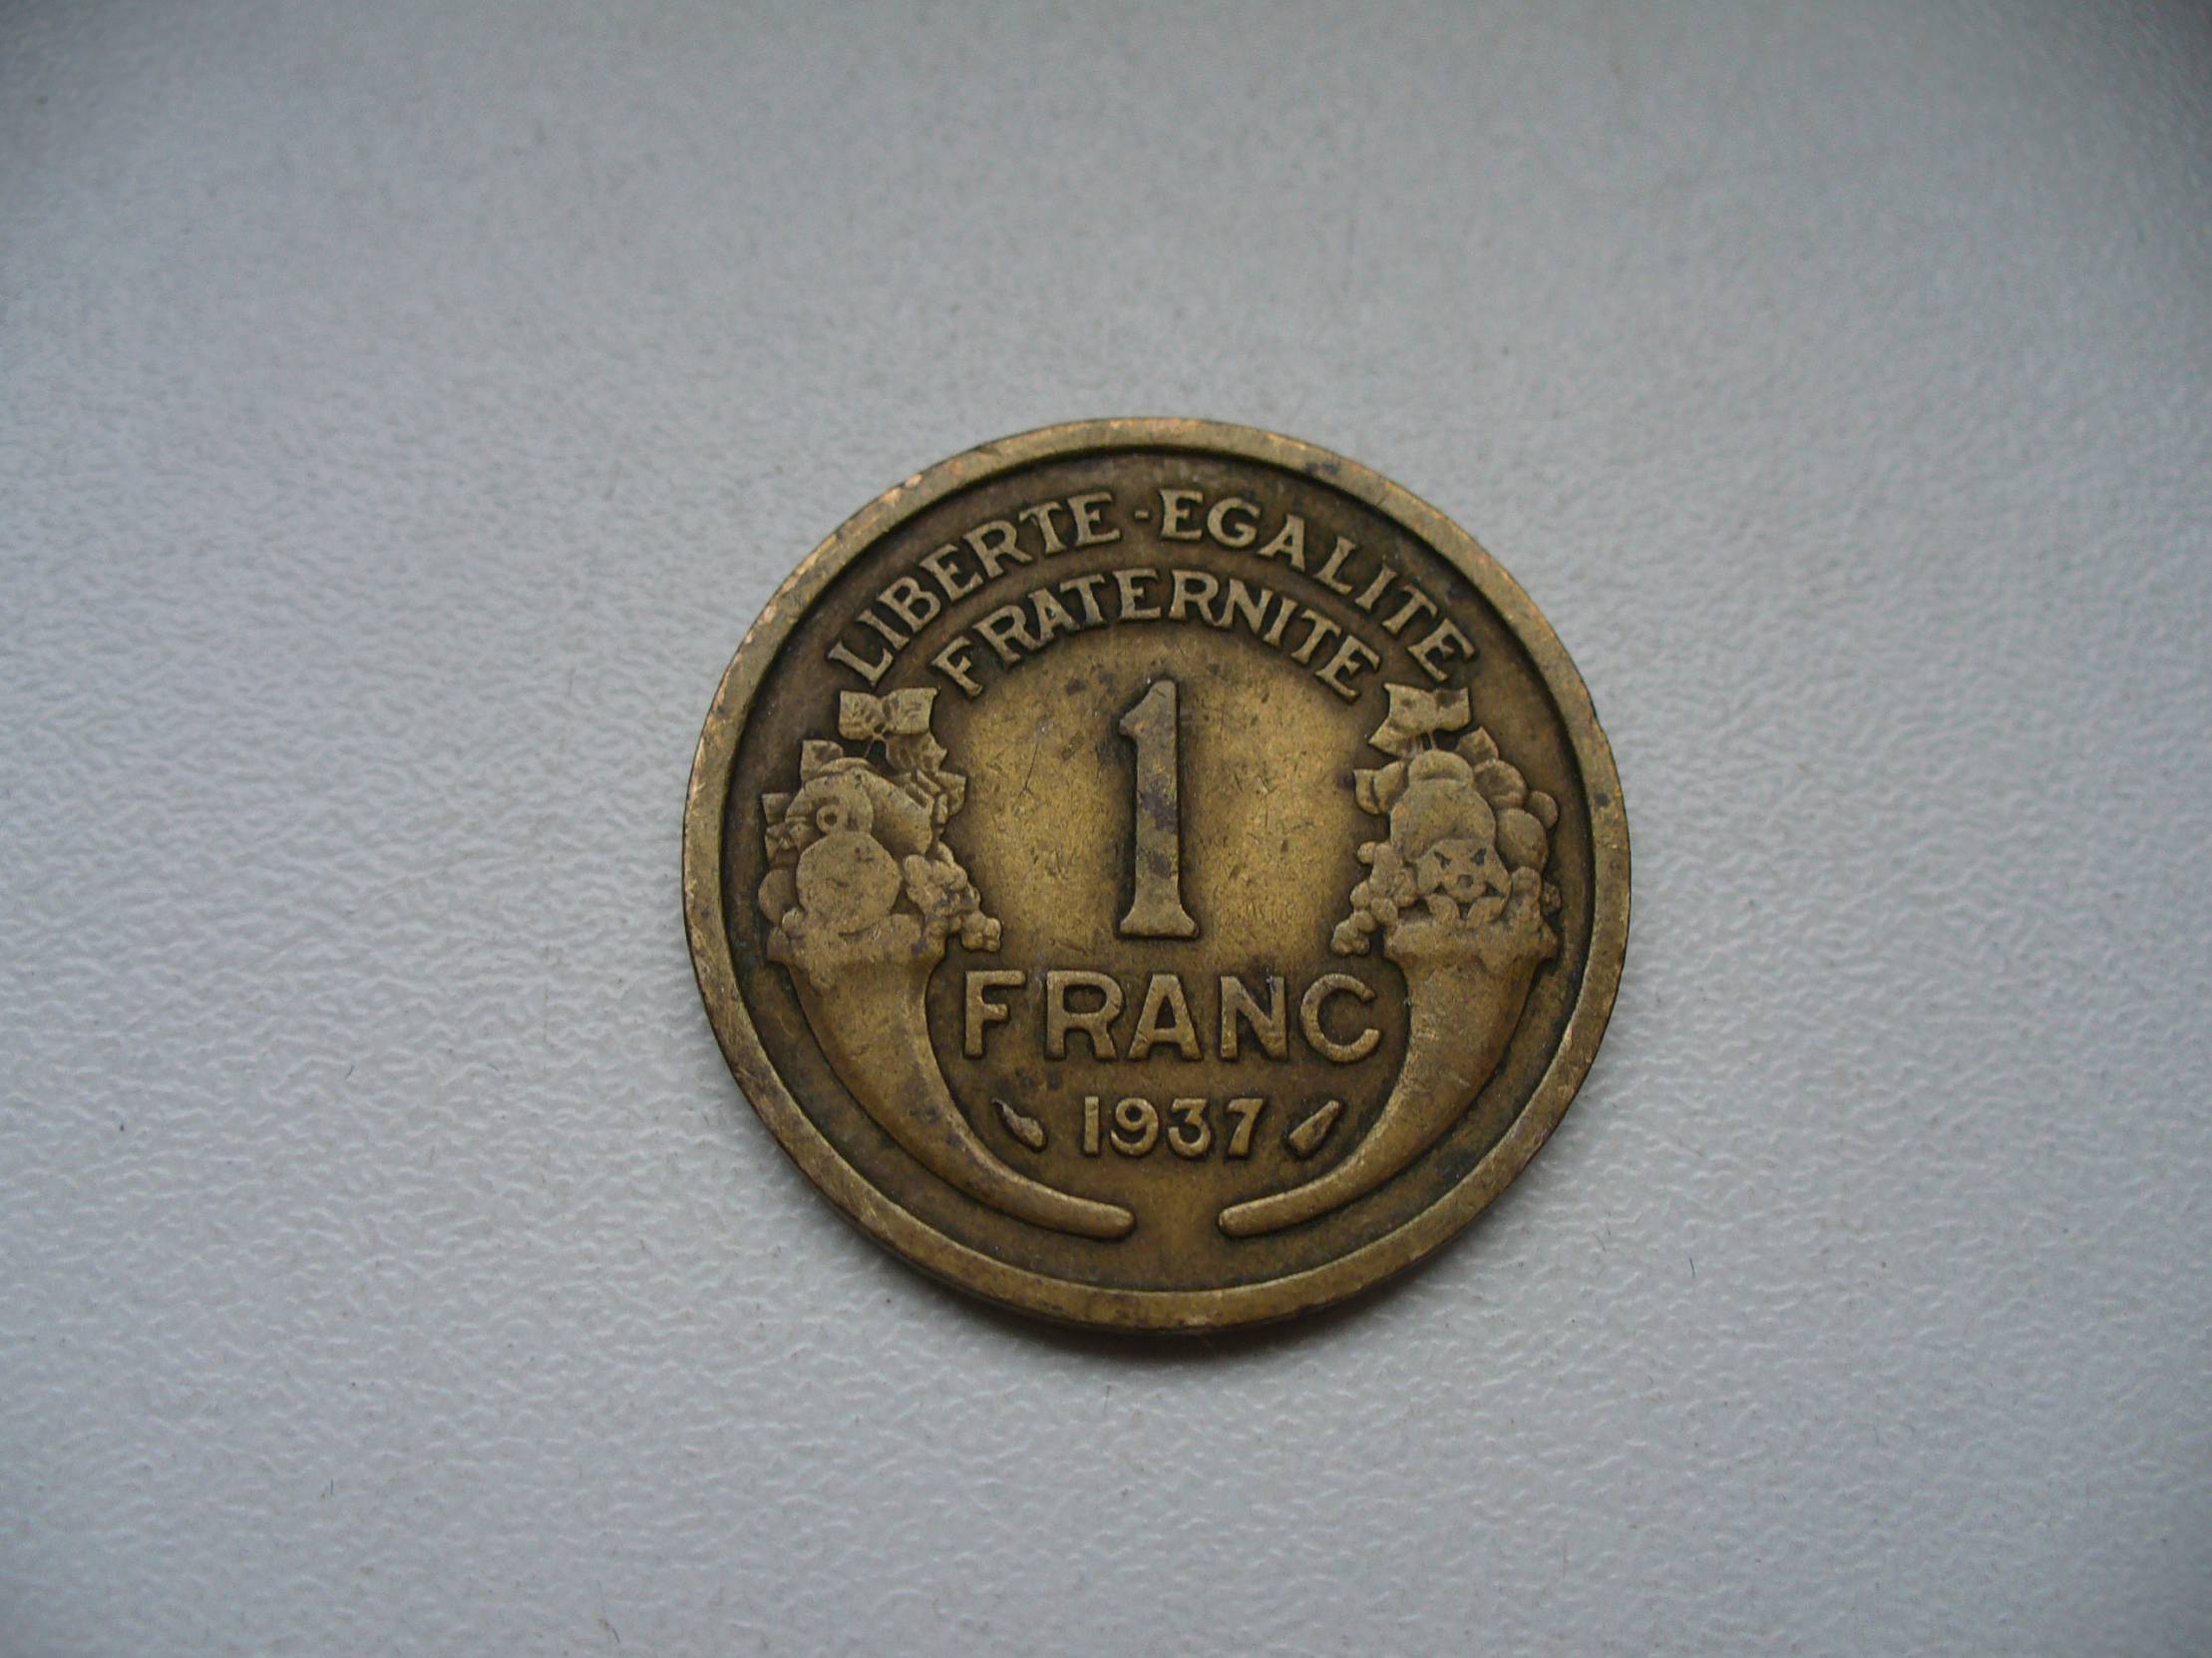 LIBERTE-EGALITE
FRATERNITE
1
FRANC
1937